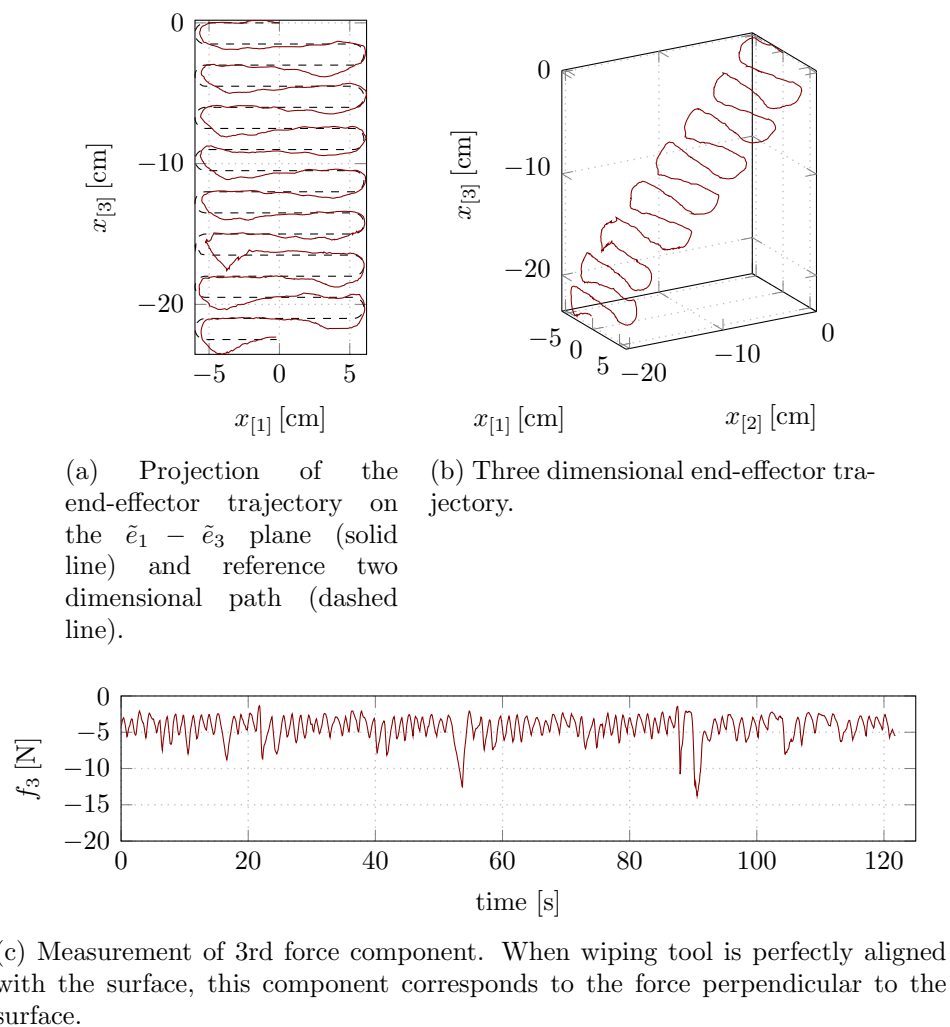 0
−10
−20
x[3] [cm]
−5
0
5
x[1] [cm]
0
−10
−20
x[3] [cm]
−5
0
5
−20
−10
0
x[1] [cm]
x[2] [cm]
(a) Projection of the
end-effector trajectory on
the ẽ1 − ẽ3 plane (solid
line) and reference two
dimensional path (dashed
line).
(b) Three dimensional end-effector tra-
jectory.
0
−5
−10
−15
−20
f3 [N]
0
20
40
60
80
100
120
time [s]
(c) Measurement of 3rd force component. When wiping tool is perfectly aligned
with the surface, this component corresponds to the force perpendicular to the
surface.